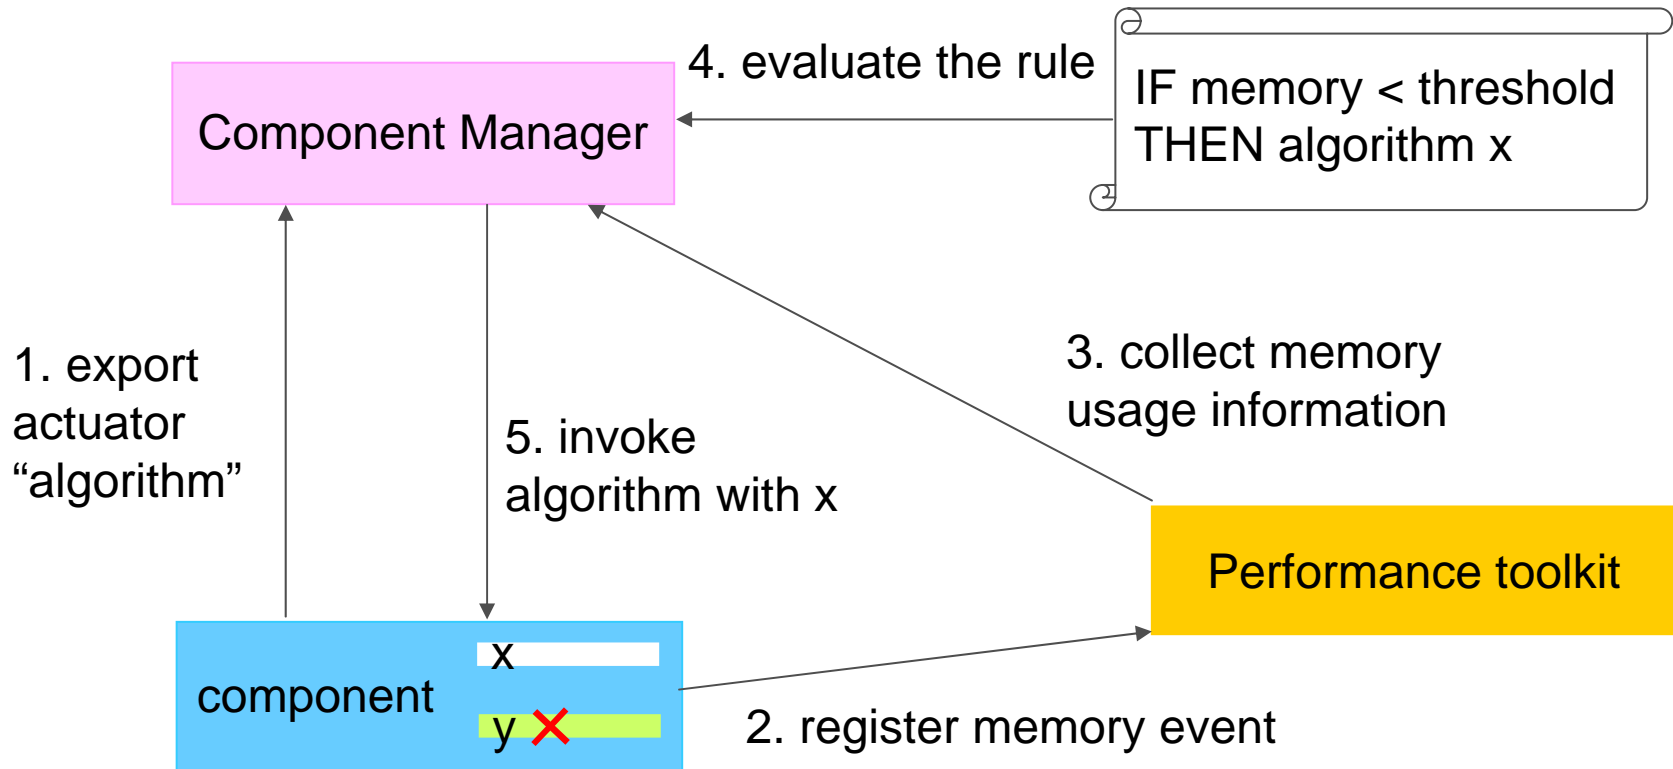 4. evaluate the rule
IF memory < threshold
THEN algorithm x
Component Manager
1. export
actuator
“algorithm”
5. invoke
algorithm with x
3. collect memory
usage information
Performance toolkit
component
x
y
2. register memory event